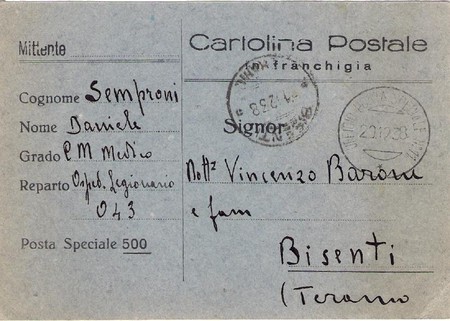 Mittente
Cognome Semproni
Nome Daniele
Grado CM Medico
Reparto Osped. Legionario
043
Posta Speciale 500
Cartolina Postale
in franchigia
Signor
Vincenzo Barone
e fam
Bisenti
(Teramo